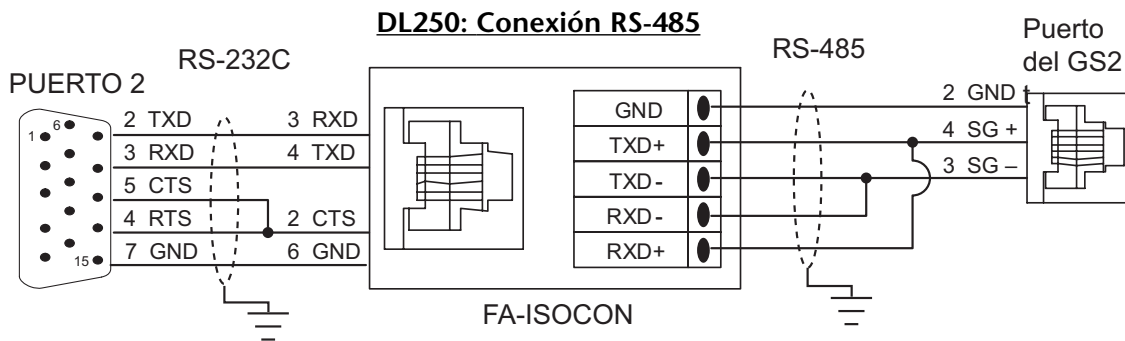 DL250: Conexión RS-485
RS-232C
RS-485
Puerto
del GS2
PUERTO 2
1
6
15
2 TXD
3 RXD
3 RXD
4 TXD
5 CTS
4 RTS
2 CTS
7 GND
6 GND
GND
TXD+
TXD-
RXD-
RXD+
2 GND
4 SG +
3 SG –
FA-ISOCON